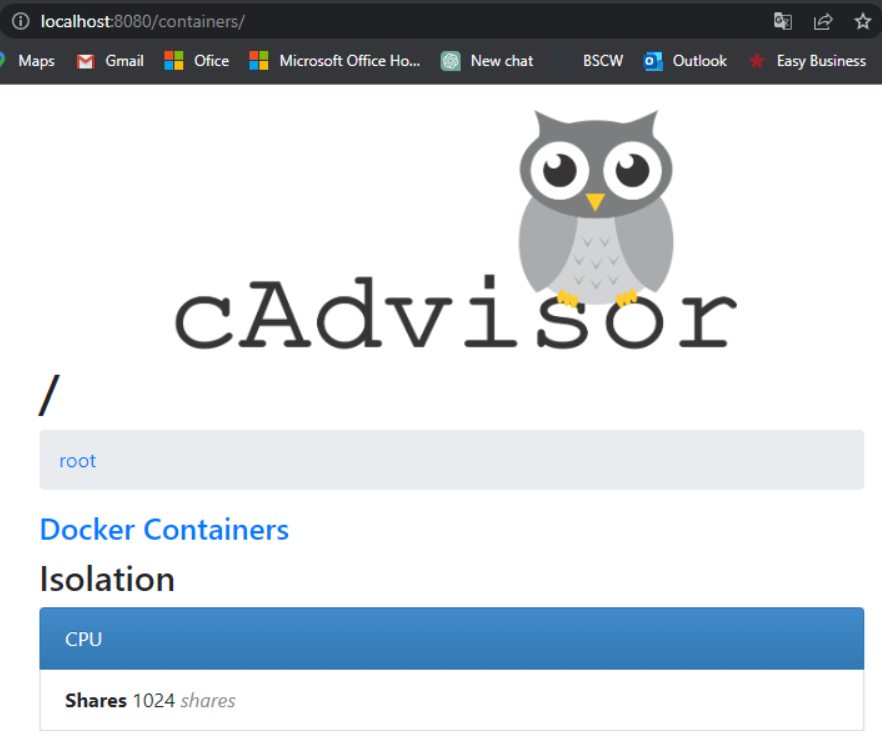 localhost:8080/containers/
Maps Gmail Ofice Microsoft Office Ho... New chat BSCW Outlook Easy Business
cAdvisor
/
root
Docker Containers
Isolation
CPU
Shares 1024 shares